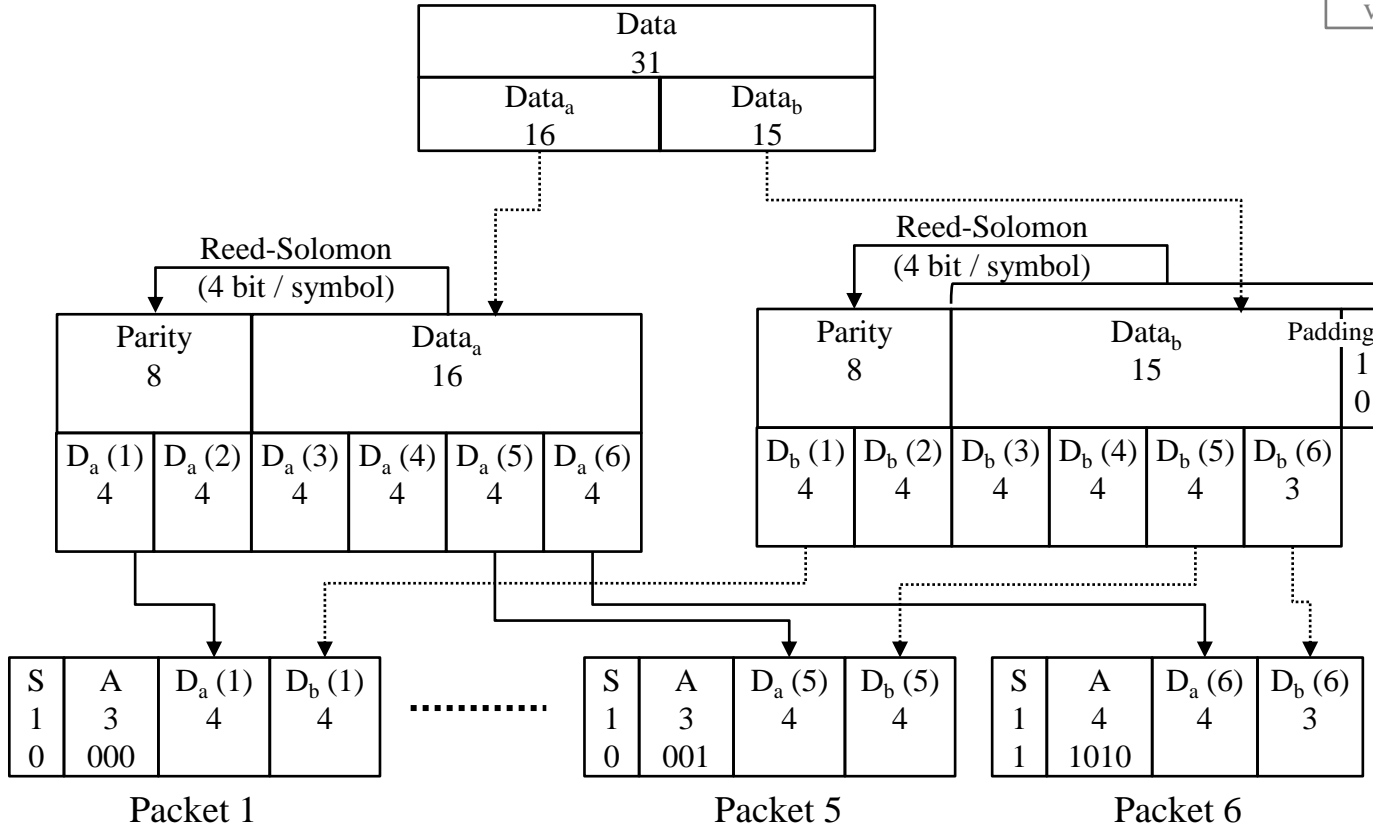 Data
31
Data_a Data_b
16 15
Reed-Solomon
(4 bit / symbol)
Reed-Solomon
(4 bit / symbol)
Parity Data_a
8 16
Parity Data_b Padding
8 15 1
0
D_a (1) D_a (2) D_a (3) D_a (4) D_a (5) D_a (6)
4 4 4 4 4 4
D_b (1) D_b (2) D_b (3) D_b (4) D_b (5) D_b (6)
4 4 4 4 4 3
S A D_a (1) D_b (1)
1 3 4 4
0 000
Packet 1
S A D_a (5) D_b (5)
1 3 4 4
0 001
Packet 5
S A D_a (6) D_b (6)
1 4 4 3
1 1010
Packet 6